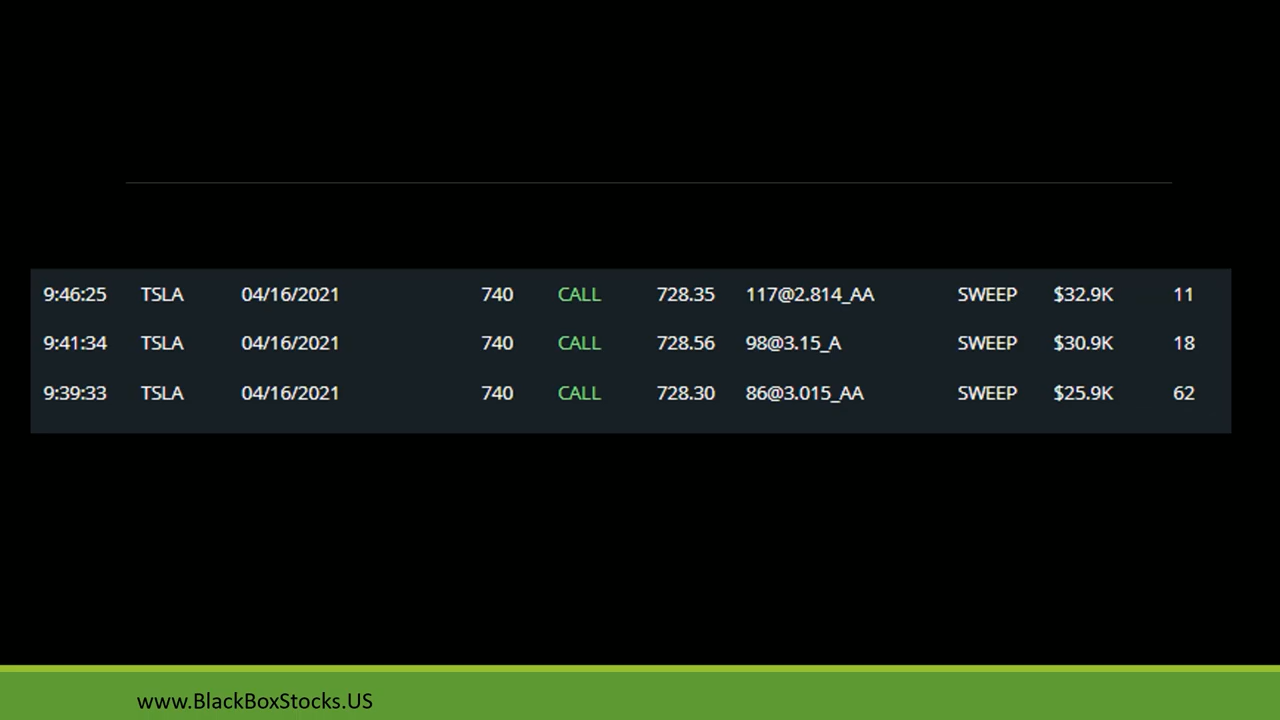 9:46:25 TSLA 04/16/2021 740 CALL 728.35 117@2.814_AA SWEEP $32.9K 11
9:41:34 TSLA 04/16/2021 740 CALL 728.56 98@3.15_A SWEEP $30.9K 18
9:39:33 TSLA 04/16/2021 740 CALL 728.30 86@3.015_AA SWEEP $25.9K 62
www.BlackBoxStocks.US